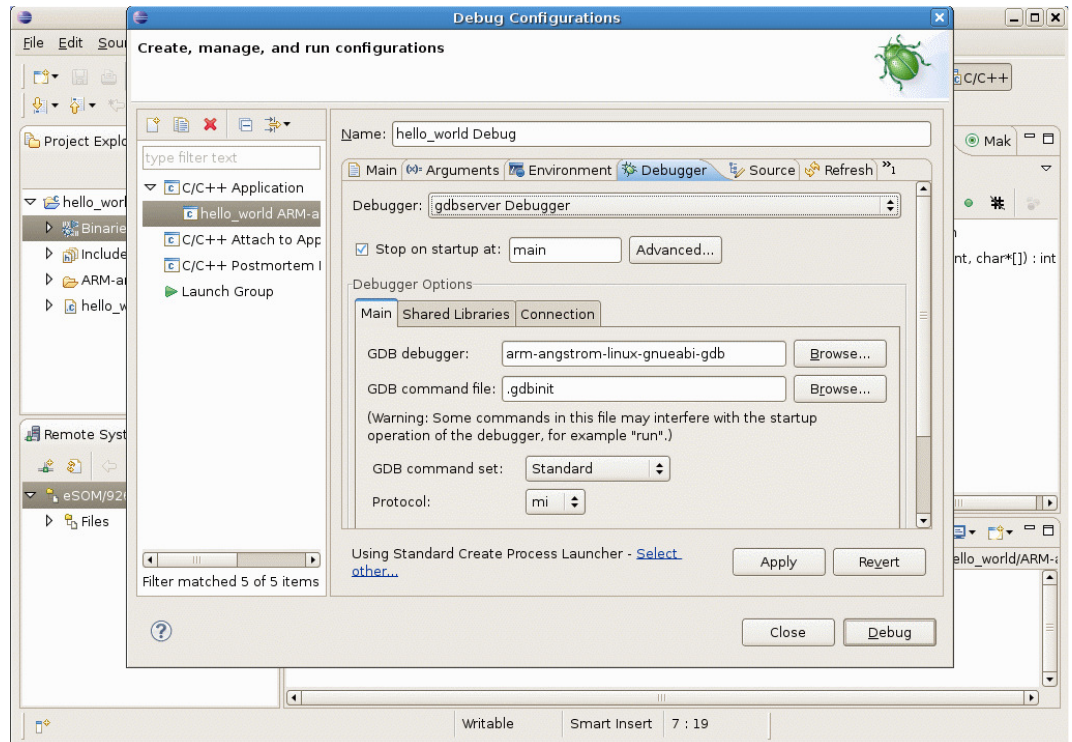 Debug Configurations
File Edit Sour
Create, manage, and run configurations
C/C++
Project Explo
Name: hello_world Debug
Mak
type filter text
Main Arguments Environment Debugger Source Refresh »1
C/C++ Application
Debugger: gdbserver Debugger
hello_worl
hello_world ARM-a
Binarie
C/C++ Attach to App
Stop on startup at: main Advanced...
Include
nt, char*[]) : int
C/C++ Postmortem I
ARM-ar
Launch Group
Debugger Options
hello_w
Main Shared Libraries Connection
GDB debugger: arm-angstrom-linux-gnueabi-gdb Browse...
GDB command file: .gdbinit Browse...
(Warning: Some commands in this file may interfere with the startup
operation of the debugger, for example "run".)
Remote Syst
GDB command set: Standard
eSOM/926
Protocol: mi
Files
Using Standard Create Process Launcher - Select
other...
Apply Revert
ello_world/ARM-a
Filter matched 5 of 5 items
Close Debug
Writable Smart Insert 7 : 19